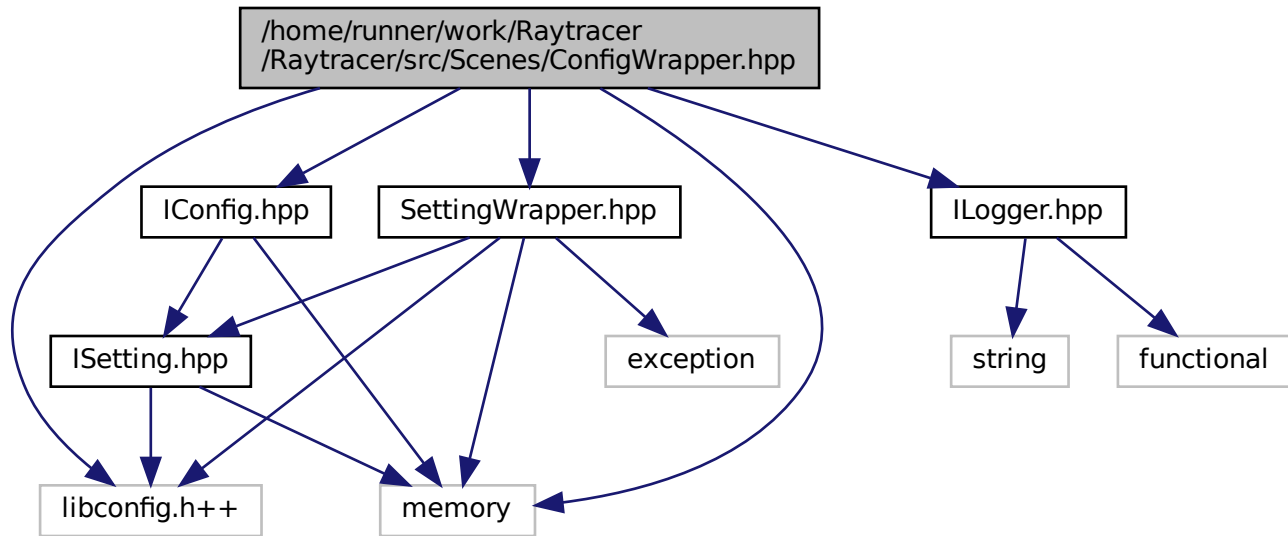 /home/runner/work/Raytracer
/Raytracer/src/Scenes/ConfigWrapper.hpp
IConfig.hpp
SettingWrapper.hpp
ILogger.hpp
ISetting.hpp
exception
string
functional
libconfig.h++
memory